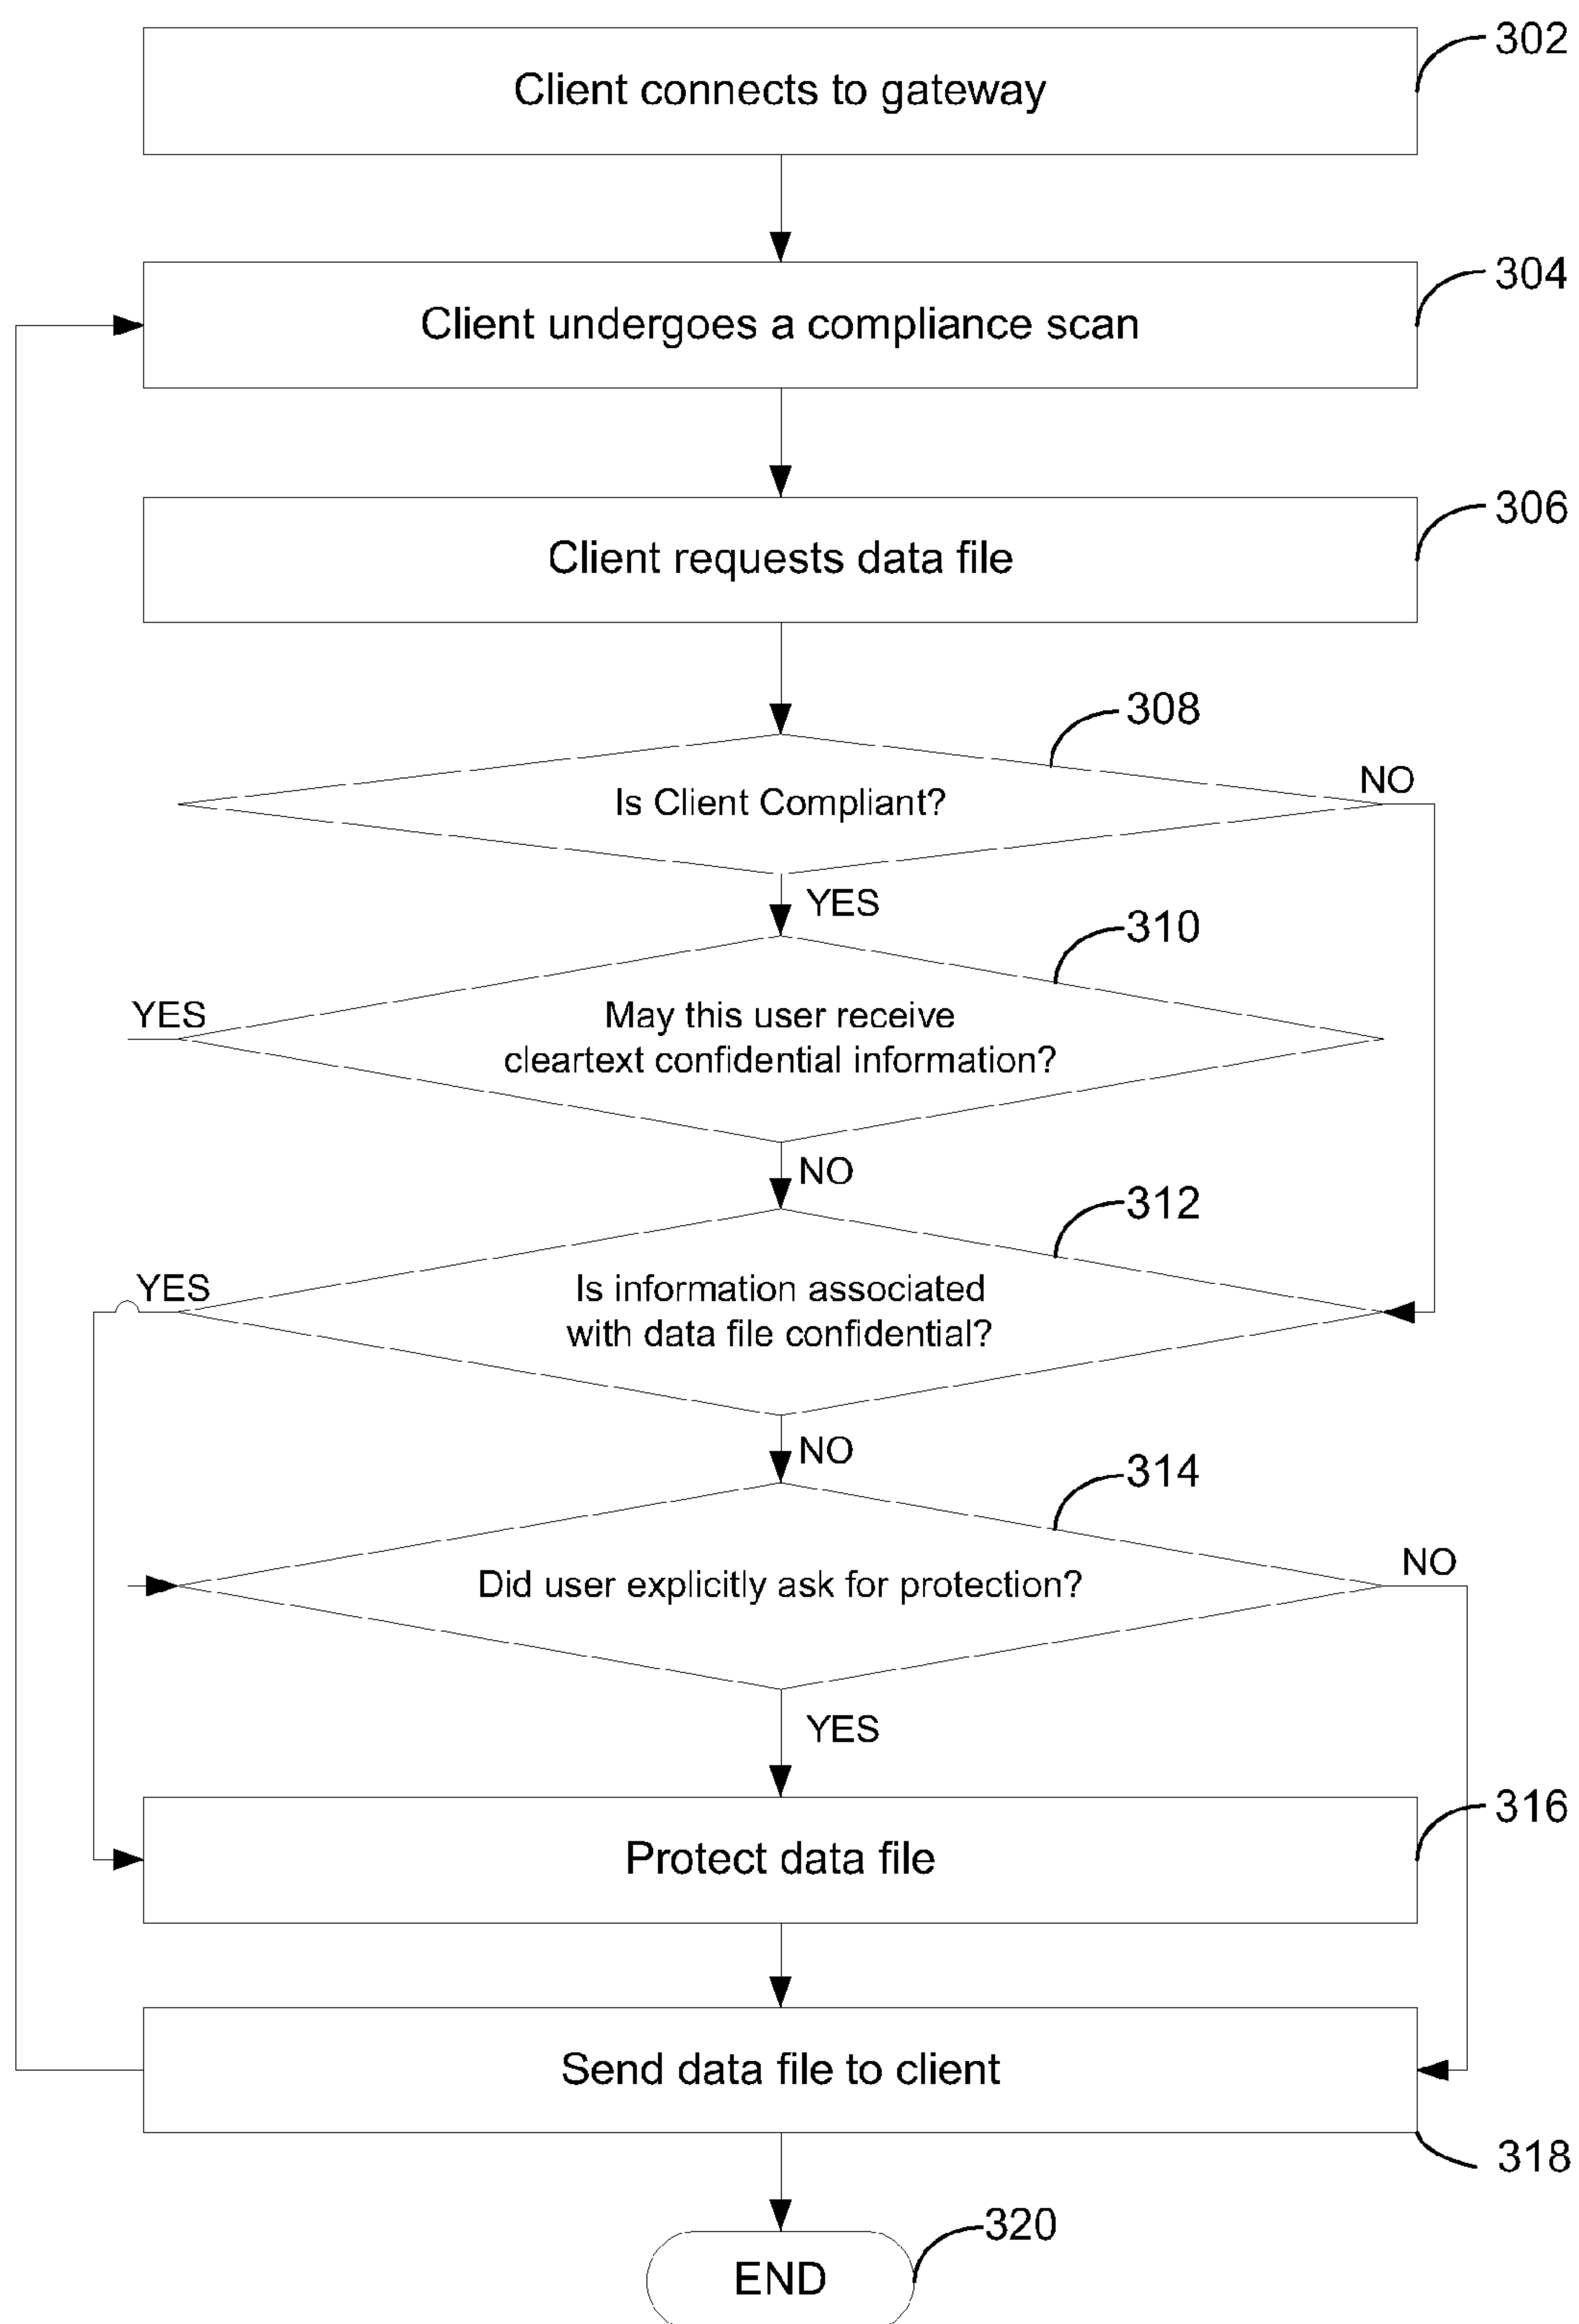 302
Client connects to gateway
304
Client undergoes a compliance scan
306
Client requests data file
308
NO
Is Client Compliant?
YES
310
YES
May this user receive
cleartext confidential information?
NO
312
YES
Is information associated
with data file confidential?
NO
314
NO
Did user explicitly ask for protection?
YES
316
Protect data file
Send data file to client
318
320
END